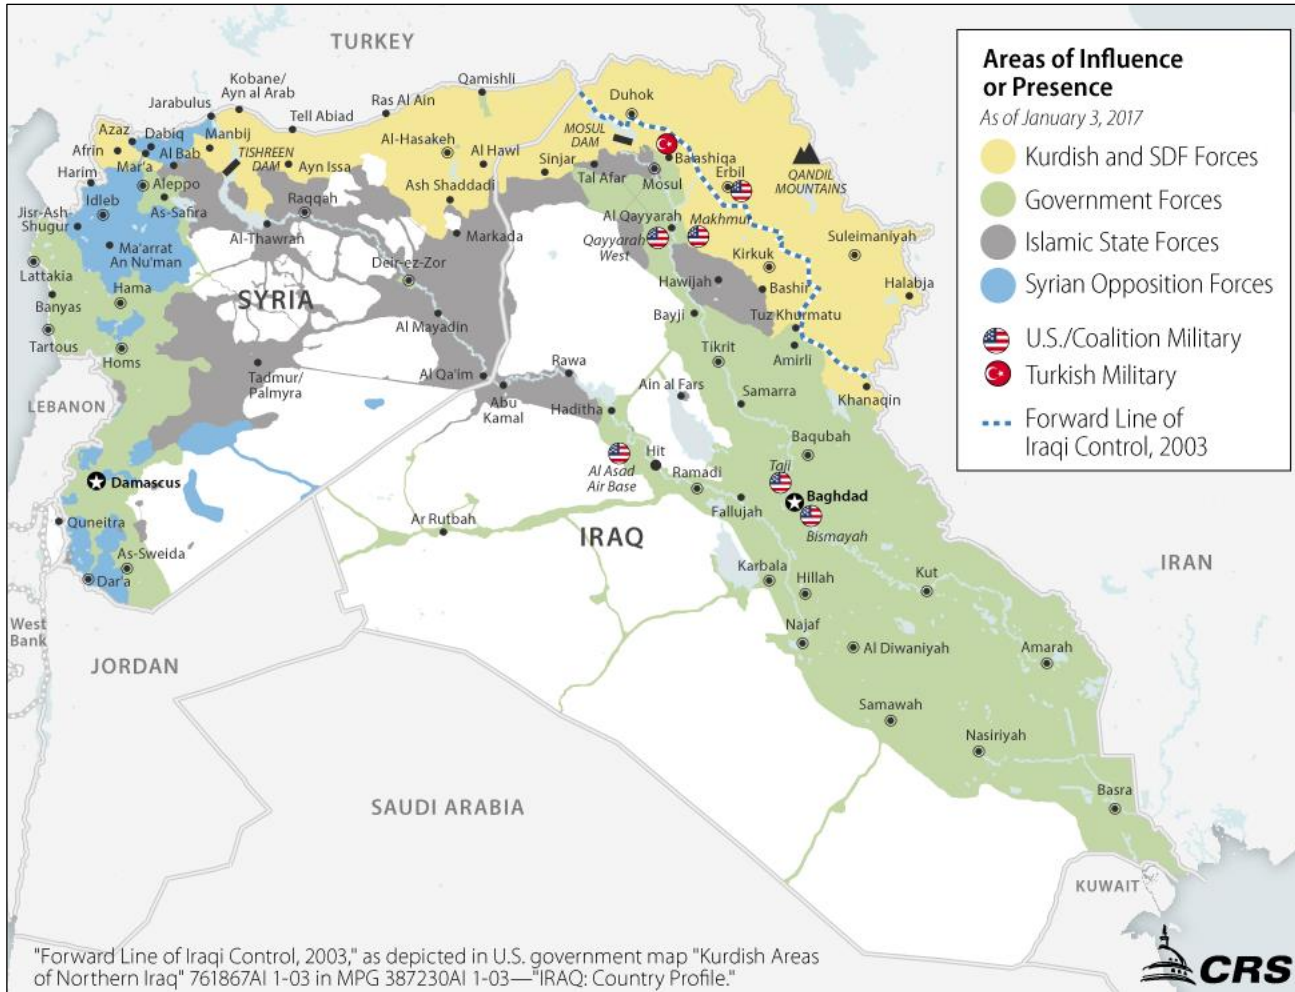 TURKEY
Kobane/
Ayn al Arab
Qamishli
Jarabulus
Tell Abiad
Ras Al Ain
Duhok
Azaz
Dabiq
Manbij
Al-Hasakeh
MOSUL
DAM
Afrin
Al Bab
TISHREEN
DAM
Ayn Issa
Al Hawl
Sinjar
Balashiqa
Erbil
QANDIL
MOUNTAINS
Mar'a
Harim
Aleppo
Tal Afar
Mosul
Idleb
As-Safira
Raqqah
Ash Shaddadi
Al Qayyarah
Makhmur
Jisr-Ash-
Shugur
Al-Thawrah
Markada
Qayyarah
West
Suleimaniyah
Ma'arrat
An Nu'man
Deir-ez-Zor
Kirkuk
Lattakia
Hawijah
Bashir
Halabja
Hama
SYRIA
Banyas
Al Mayadin
Bayji
Tuz Khurmatu
Tartous
Homs
Tikrit
Amirli
Tadmur/
Palmyra
Al Qa'im
Rawa
Ain al Fars
Khanaqin
LEBANON
Abu
Kamal
Haditha
Samarra
Baqubah
Al Asad
Air Base
Hit
Ramadi
Taji
Damascus
Baghdad
Fallujah
Quneitra
Ar Rutbah
IRAQ
Bismayah
As-Sweida
IRAN
Dar'a
Karbala
Hillah
Kut
West
Bank
Najaf
Al Diwaniyah
Amarah
JORDAN
Samawah
Nasiriyah
SAUDI ARABIA
Basra
KUWAIT
Areas of Influence
or Presence
As of January 3, 2017
Kurdish and SDF Forces
Government Forces
Islamic State Forces
Syrian Opposition Forces
U.S./Coalition Military
Turkish Military
Forward Line of
Iraqi Control, 2003
"Forward Line of Iraqi Control, 2003," as depicted in U.S. government map "Kurdish Areas
of Northern Iraq" 761867AI 1-03 in MPG 387230AI 1-03—"IRAQ: Country Profile."
CRS